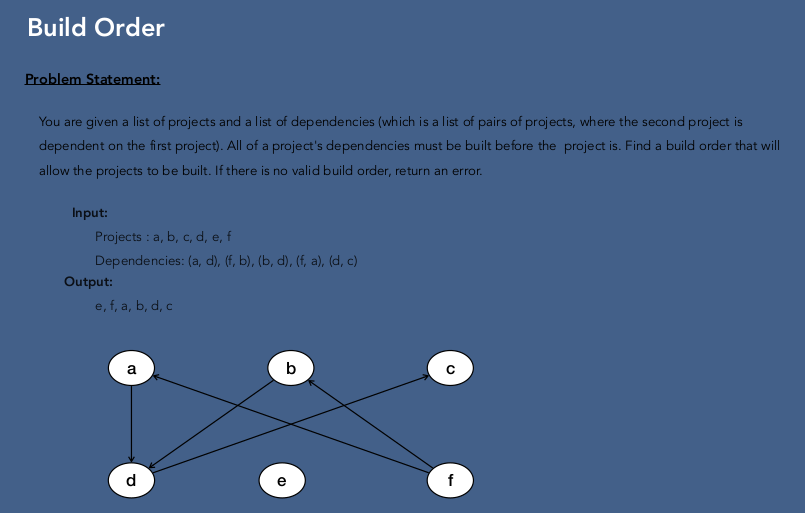 Build Order
Problem Statement:
You are given a list of projects and a list of dependencies (which is a list of pairs of projects, where the second project is
dependent on the first project). All of a project's dependencies must be built before the project is. Find a build order that will
allow the projects to be built. If there is no valid build order, return an error.
Input:
Projects : a, b, c, d, e, f
Dependencies: (a, d), (f, b), (b, d), (f, a), (d, c)
Output:
e, f, a, b, d, c
a b c
d e f